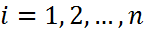 i = 1, 2, … , n